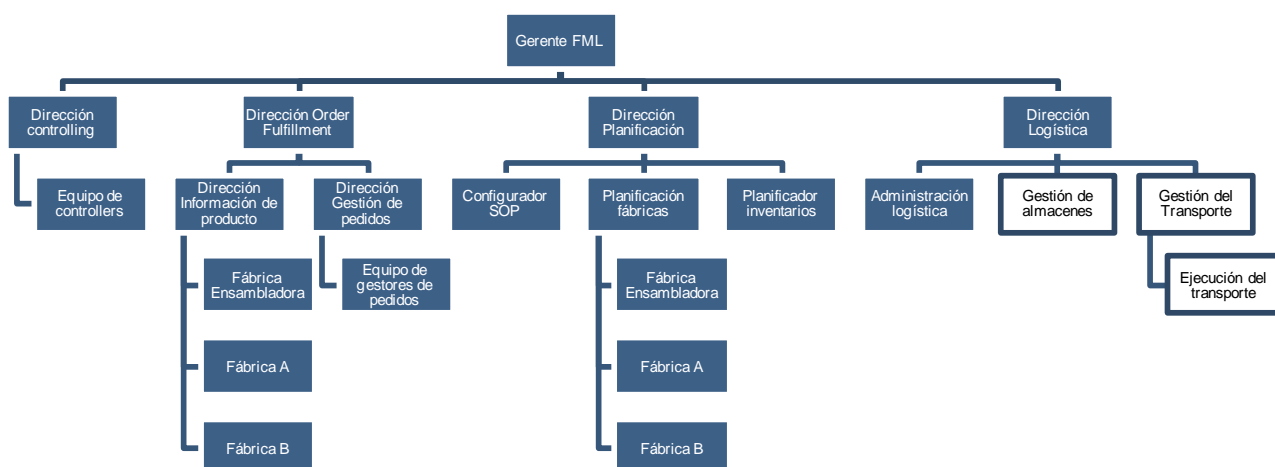 Gerente FML
Dirección
controlling
Dirección Order
Fulfillment
Dirección
Planificación
Dirección
Logística
Equipo de
controllers
Dirección
Información de
producto
Dirección
Gestión de
pedidos
Configurador
SOP
Planificación
fábricas
Planificador
inventarios
Administración
logística
Gestión de
almacenes
Gestión del
Transporte
Fábrica
Ensambladora
Equipo de
gestores de
pedidos
Fábrica
Ensambladora
Ejecución del
transporte
Fábrica A
Fábrica A
Fábrica B
Fábrica B